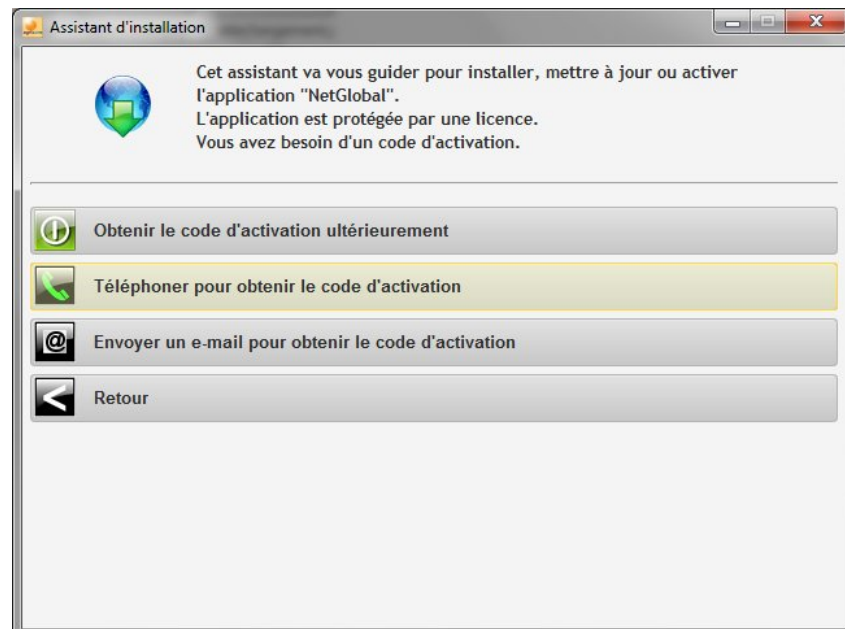 Assistant d'installation
Cet assistant va vous guider pour installer, mettre à jour ou activer
l'application "NetGlobal".
L'application est protégée par une licence.
Vous avez besoin d'un code d'activation.
Obtenir le code d'activation ultérieurement
Téléphoner pour obtenir le code d'activation
Envoyer un e-mail pour obtenir le code d'activation
Retour